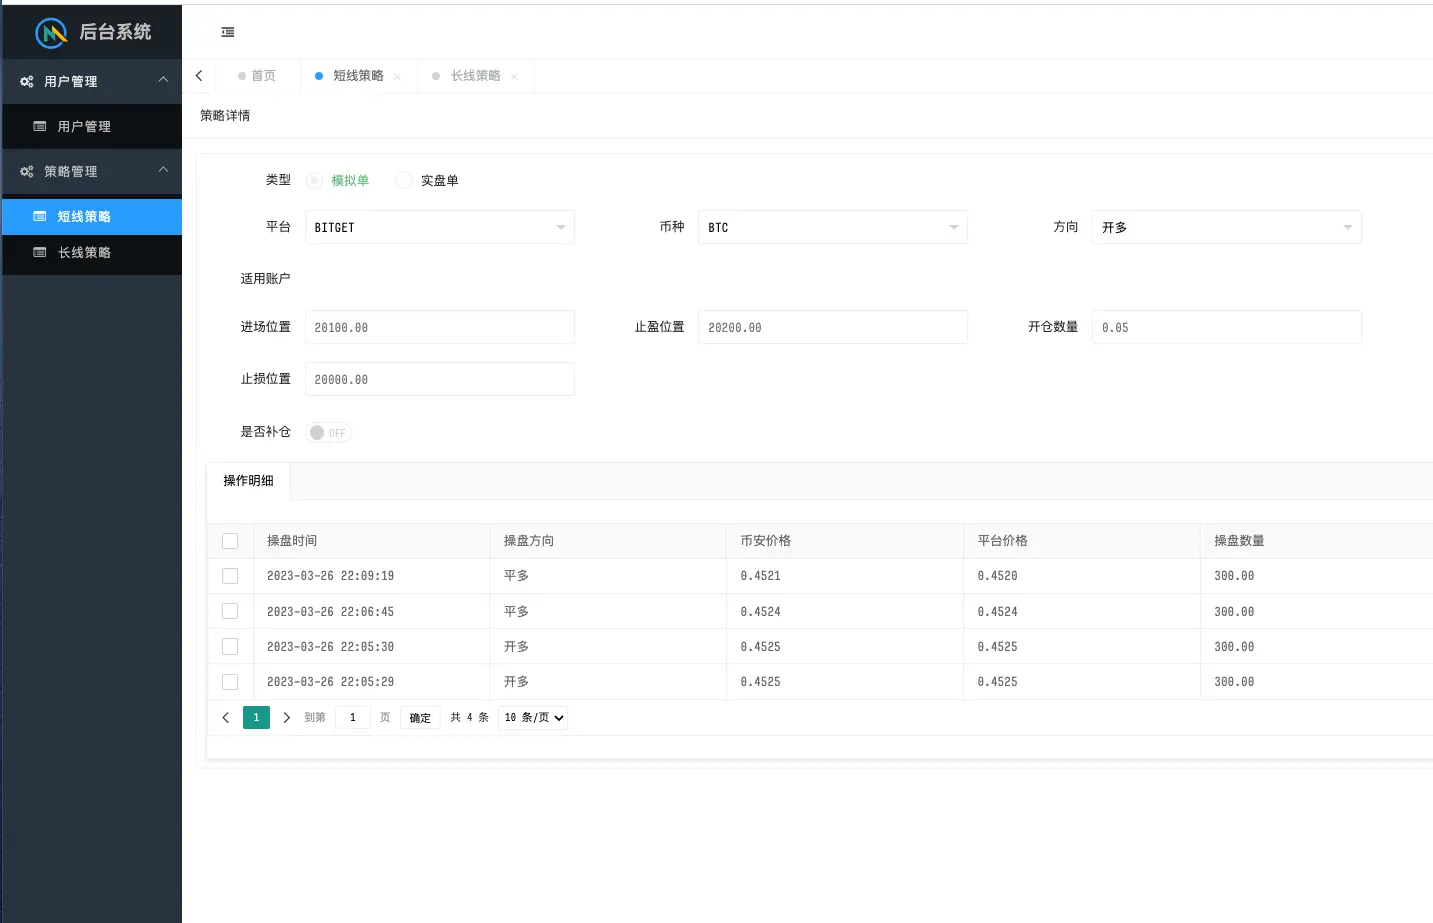 后台系统
用户管理
用户管理
策略管理
短线策略
长线策略
首页 短线策略 长线策略
策略详情
类型 模拟单 实盘单
平台 BITGET 币种 BTC 方向 开多
适用账户
进场位置 20100.00 止盈位置 20200.00 开仓数量 0.05
止损位置 20000.00
是否补仓 OFF
操作明细
操盘时间 操盘方向 币安价格 平台价格 操盘数量
2023-03-26 22:09:19 平多 0.4521 0.4520 300.00
2023-03-26 22:06:45 平多 0.4524 0.4524 300.00
2023-03-26 22:05:30 开多 0.4525 0.4525 300.00
2023-03-26 22:05:29 开多 0.4525 0.4525 300.00
1 到第 1 页 确定 共 4 条 10 条/页